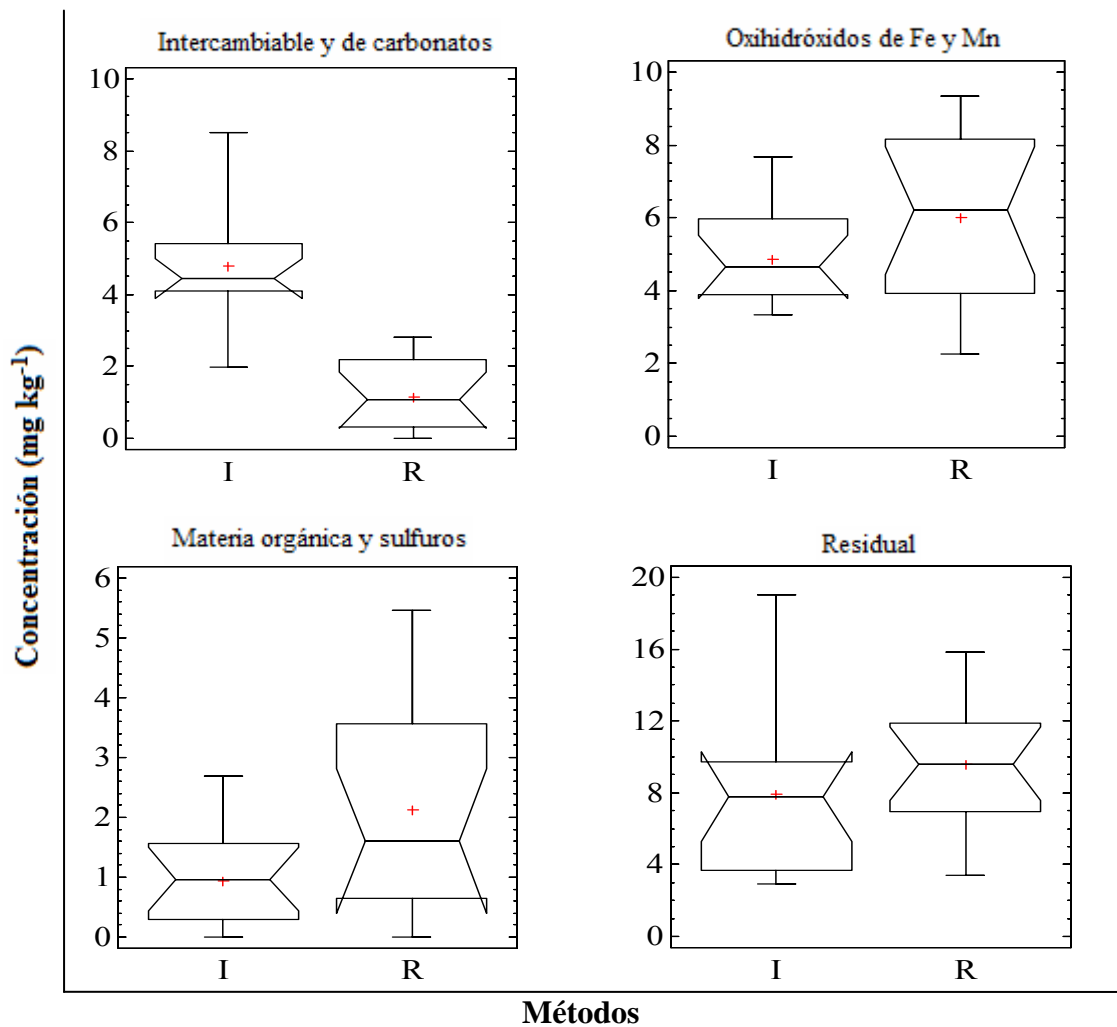 Intercambiable y de carbonatos
Oxihidróxidos de Fe y Mn
10
8
6
4
2
0
I
R
10
8
6
4
2
0
I
R
Concentración (mg kg⁻¹)
Materia orgánica y sulfuros
Residual
6
5
4
3
2
1
0
I
R
20
16
12
8
4
0
I
R
Métodos